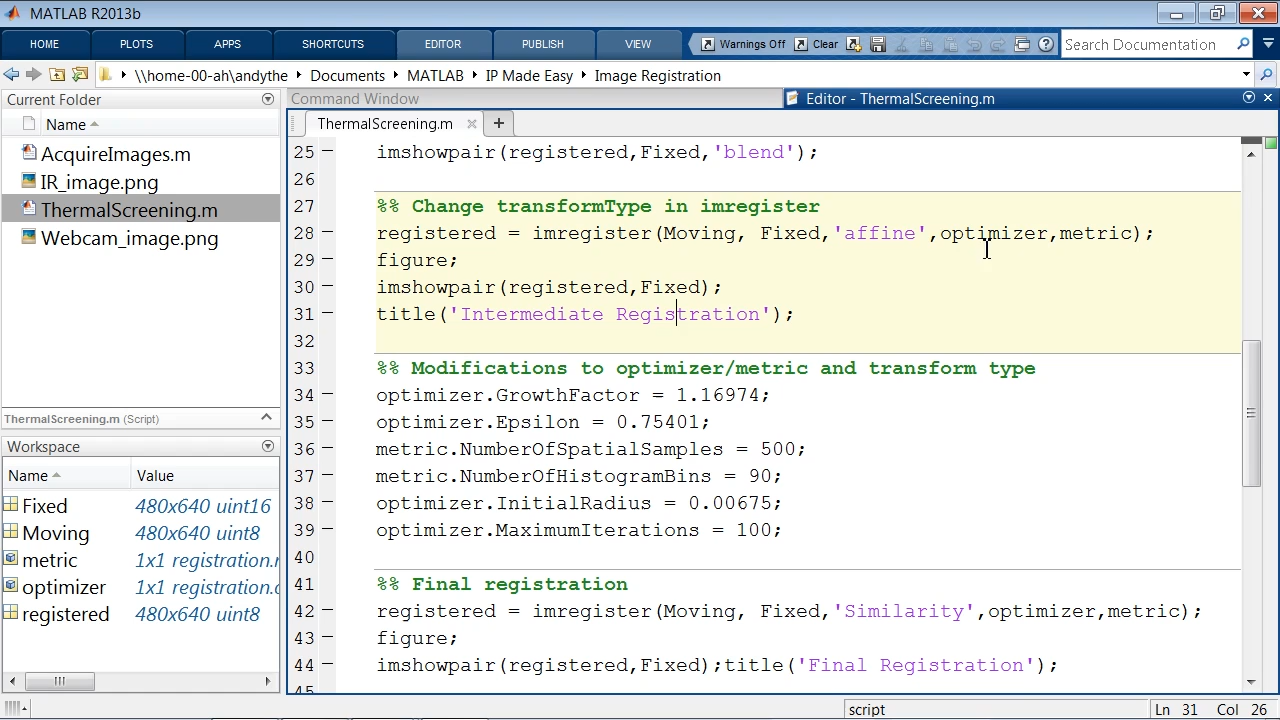 MATLAB R2013b
HOME PLOTS APPS SHORTCUTS EDITOR PUBLISH VIEW Warnings Off Clear Search Documentation
\\home-00-ah\andythe Documents MATLAB IP Made Easy Image Registration
Current Folder
Name
AcquireImages.m
IR_image.png
ThermalScreening.m
Webcam_image.png
ThermalScreening.m (Script)
Workspace
Name Value
Fixed 480x640 uint16
Moving 480x640 uint8
metric 1x1 registration.
optimizer 1x1 registration.
registered 480x640 uint8
Command Window
Editor - ThermalScreening.m
ThermalScreening.m
25 imshowpair(registered,Fixed,'blend');
26
27 %% Change transformType in imregister
28 registered = imregister(Moving, Fixed,'affine',optimizer,metric);
29 figure;
30 imshowpair(registered,Fixed);
31 title('Intermediate Registration');
32
33 %% Modifications to optimizer/metric and transform type
34 optimizer.GrowthFactor = 1.16974;
35 optimizer.Epsilon = 0.75401;
36 metric.NumberOfSpatialSamples = 500;
37 metric.NumberOfHistogramBins = 90;
38 optimizer.InitialRadius = 0.00675;
39 optimizer.MaximumIterations = 100;
40
41 %% Final registration
42 registered = imregister(Moving, Fixed,'Similarity',optimizer,metric);
43 figure;
44 imshowpair(registered,Fixed);title('Final Registration');
45
script Ln 31 Col 26